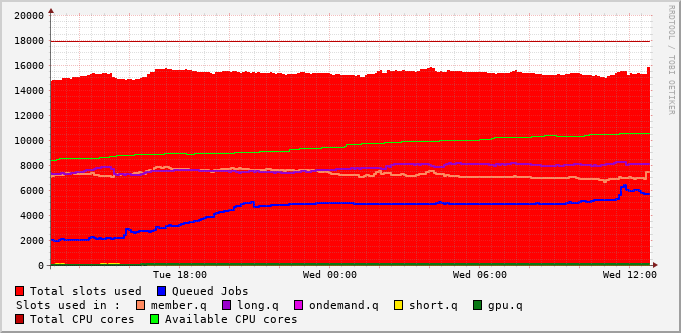 RRDTOOL / TOBI OETIKER
20000
18000
16000
14000
12000
10000
8000
6000
4000
2000
0
Tue 18:00 Wed 00:00 Wed 06:00 Wed 12:00
Total slots used Queued Jobs
Slots used in : member.q long.q ondemand.q short.q gpu.q
Total CPU cores Available CPU cores